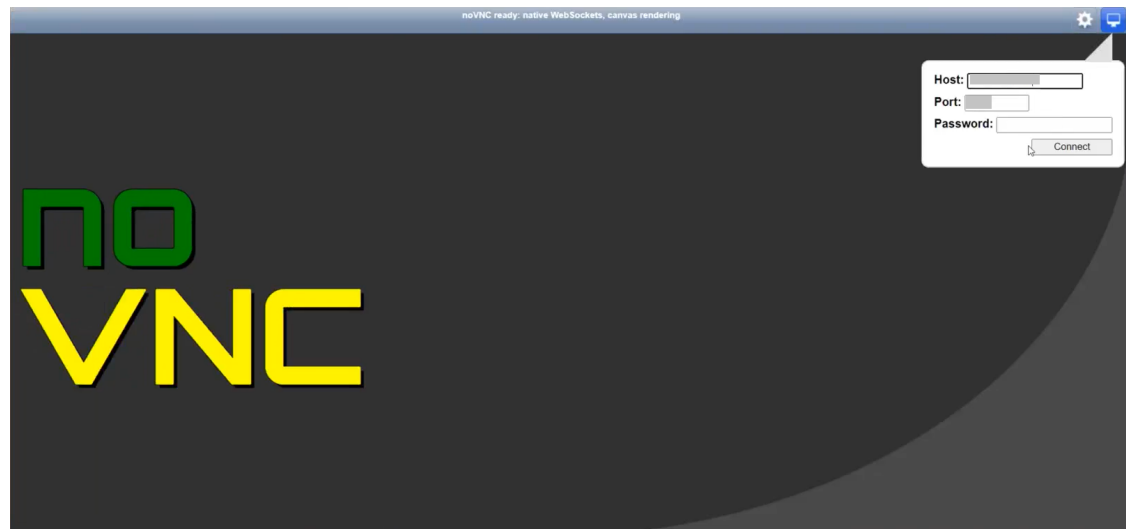 noVNC ready: native WebSockets, canvas rendering
Host:
Port:
Password:
Connect
no
VNC